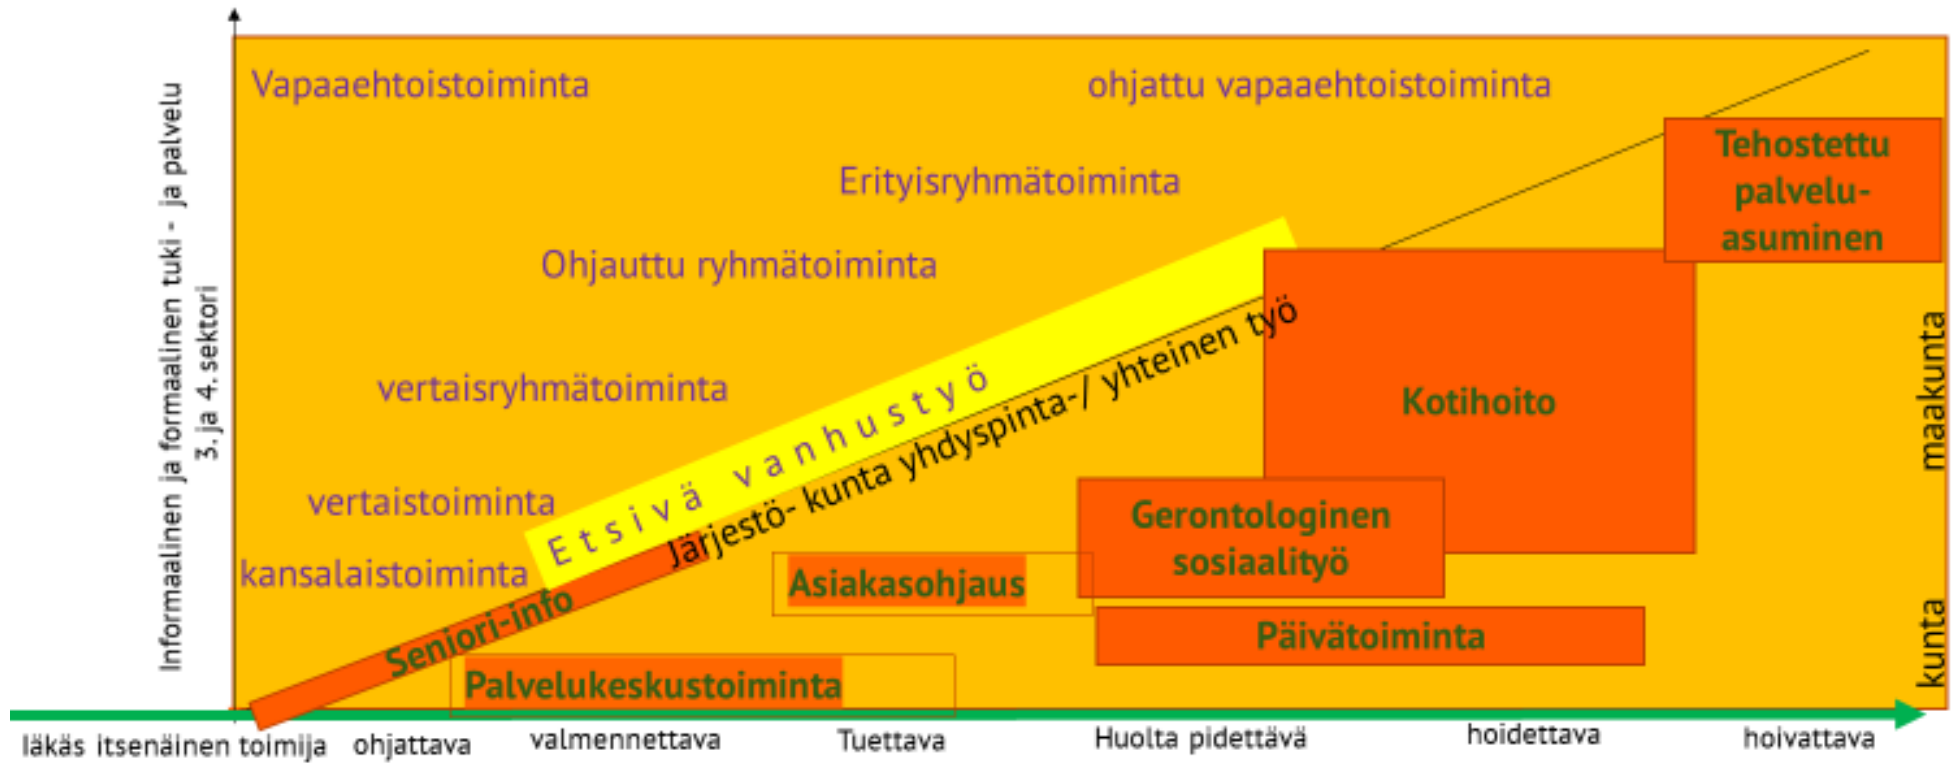 Vapaaehtoistoiminta
ohjattu vapaaehtoistoiminta
Tehostettu
palvelu-
asuminen
Erityisryhmätoiminta
Ohjauttu ryhmätoiminta
Informaalinen ja formaalinen tuki - ja palvelu
3. ja 4. sektori
vertaisryhmätoiminta
Etsivä vanhustyö
Järjestö- kunta yhdyspinta-/ yhteinen työ
Kotihoito
maakunta
vertaistoiminta
Gerontologinen
sosiaalityö
kansalaistoiminta
Asiakasohjaus
Seniori-info
Päivätoiminta
kunta
Palvelukeskustoiminta
Iäkäs itsenäinen toimija
ohjattava
valmennettava
Tuettava
Huolta pidettävä
hoidettava
hoivattava